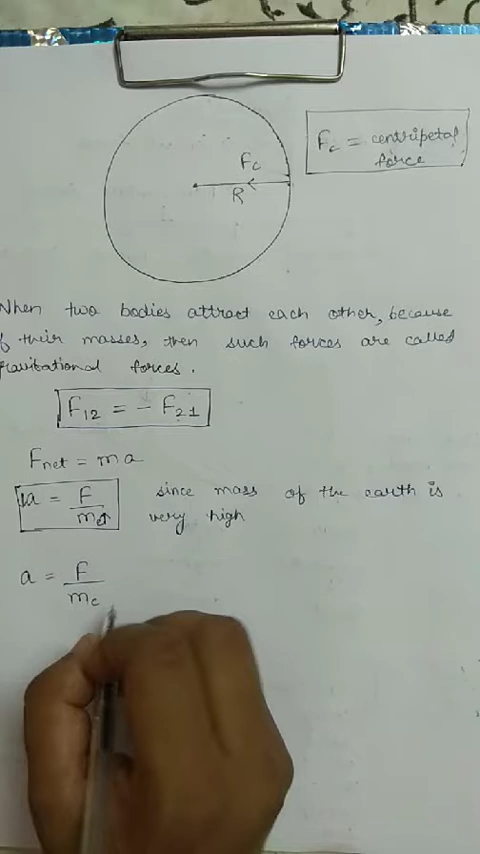 Fc = centripetal
force
Fc
R
When two bodies attract each other, because
of their masses, then such forces are called
gravitational forces.
F12 = - F21
Fnet = ma
↓a = F
m↑
since mass of the earth is
very high
a = F
mc